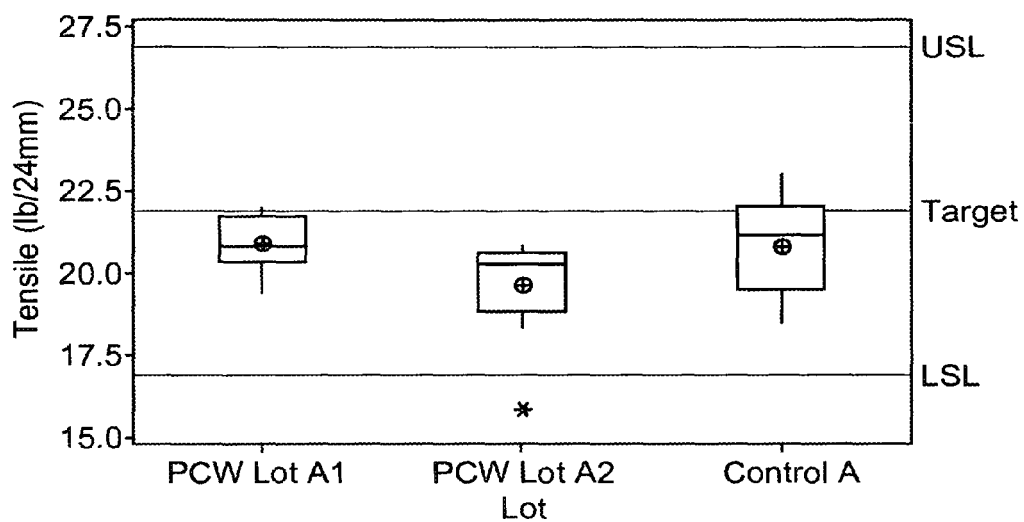 27.5
USL
25.0
22.5
Target
20.0
17.5
LSL
15.0
Tensile (lb/24mm)
PCW Lot A1 PCW Lot A2 Control A
Lot